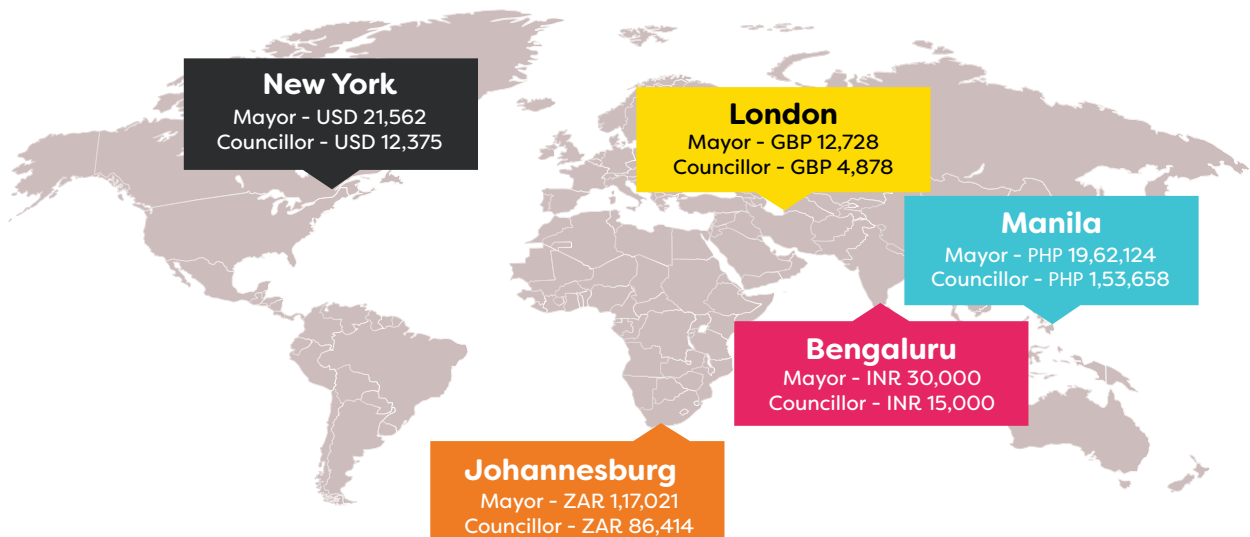 New York
Mayor - USD 21,562
Councillor - USD 12,375
London
Mayor - GBP 12,728
Councillor - GBP 4,878
Manila
Mayor - PHP 19,62,124
Councillor - PHP 1,53,658
Bengaluru
Mayor - INR 30,000
Councillor - INR 15,000
Johannesburg
Mayor - ZAR 1,17,021
Councillor - ZAR 86,414